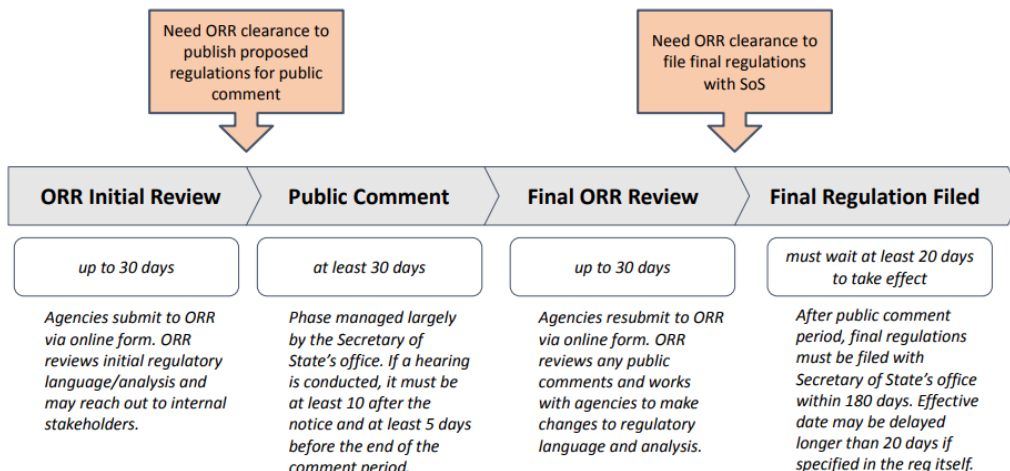 Need ORR clearance to
publish proposed
regulations for public
comment
Need ORR clearance to
file final regulations
with SoS
ORR Initial Review
Public Comment
Final ORR Review
Final Regulation Filed
up to 30 days
at least 30 days
up to 30 days
must wait at least 20 days
to take effect
Agencies submit to ORR
via online form. ORR
reviews initial regulatory
language/analysis and
may reach out to internal
stakeholders.
Phase managed largely
by the Secretary of
State's office. If a hearing
is conducted, it must be
at least 10 after the
notice and at least 5 days
before the end of the
comment period.
Agencies resubmit to ORR
via online form. ORR
reviews any public
comments and works
with agencies to make
changes to regulatory
language and analysis.
After public comment
period, final regulations
must be filed with
Secretary of State's office
within 180 days. Effective
date may be delayed
longer than 20 days if
specified in the reg itself.